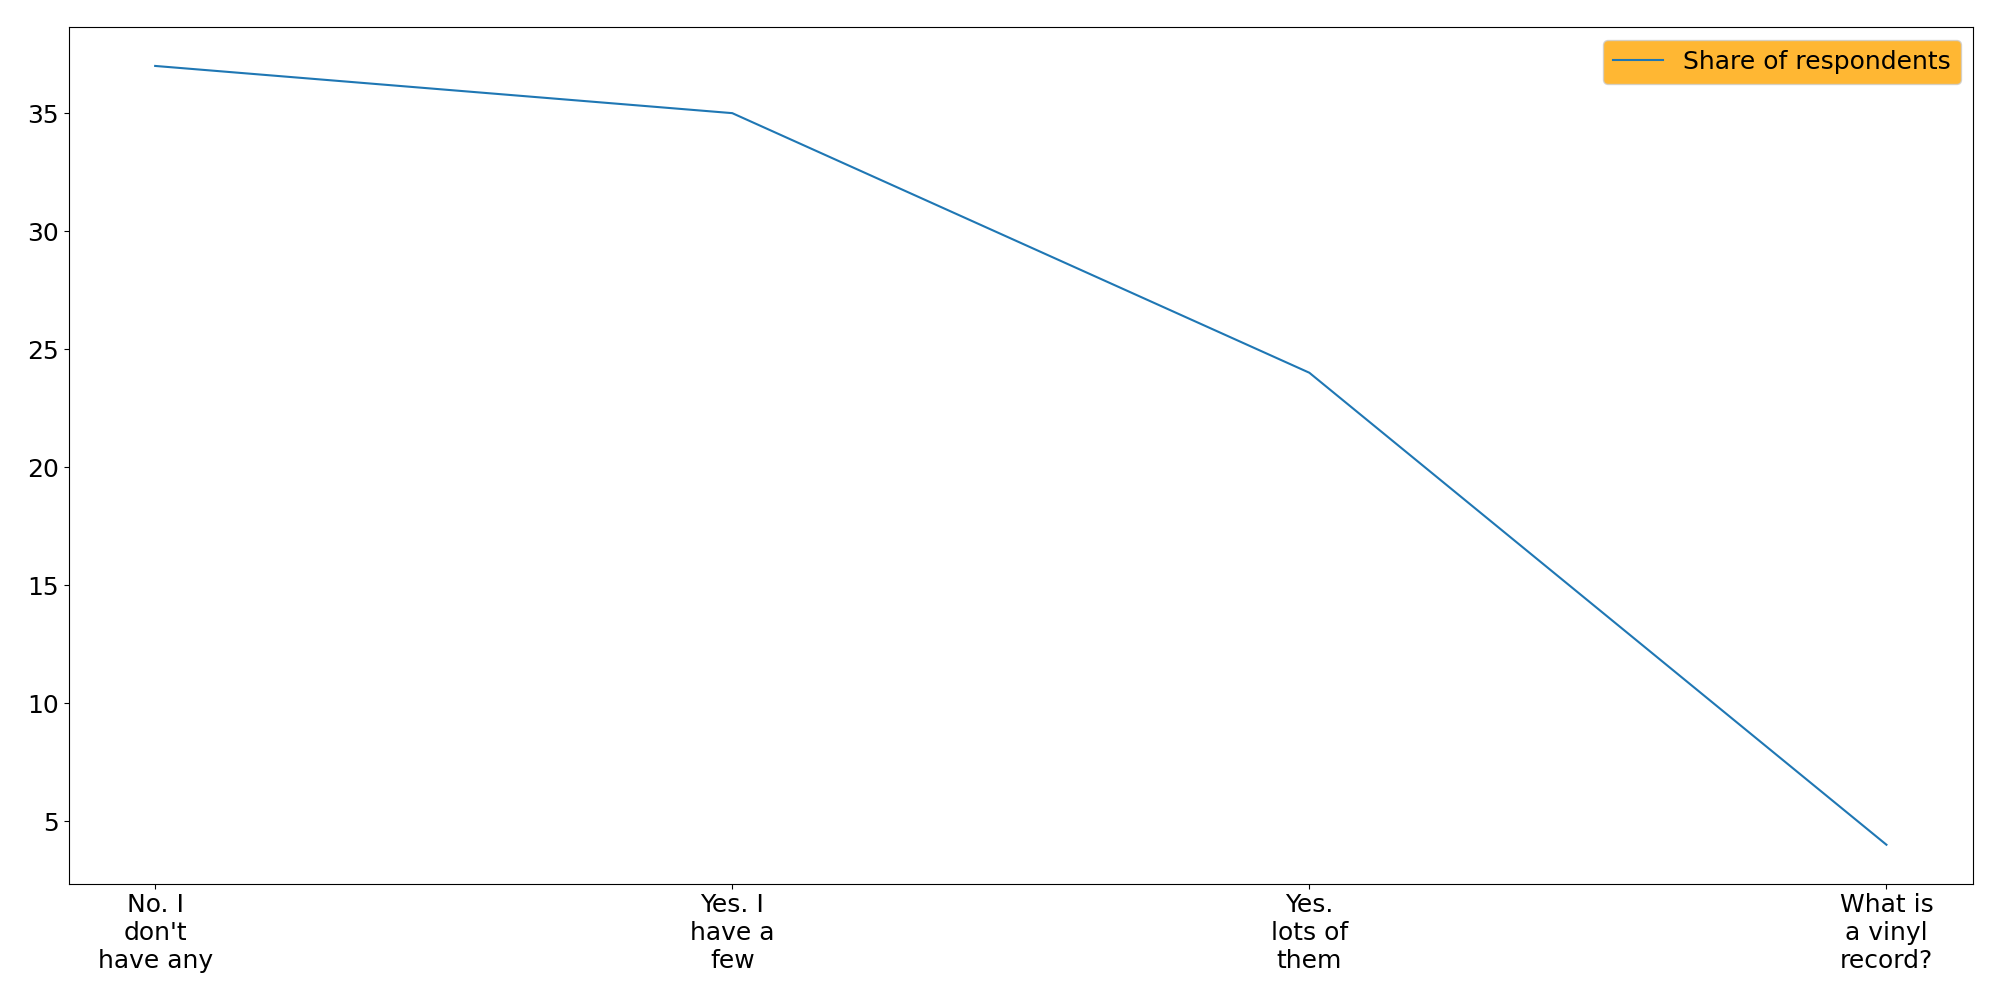 Share of respondents
35
30
25
20
15
10
5
No. I
don't
have any
Yes. I
have a
few
Yes.
lots of
them
What is
a vinyl
record?